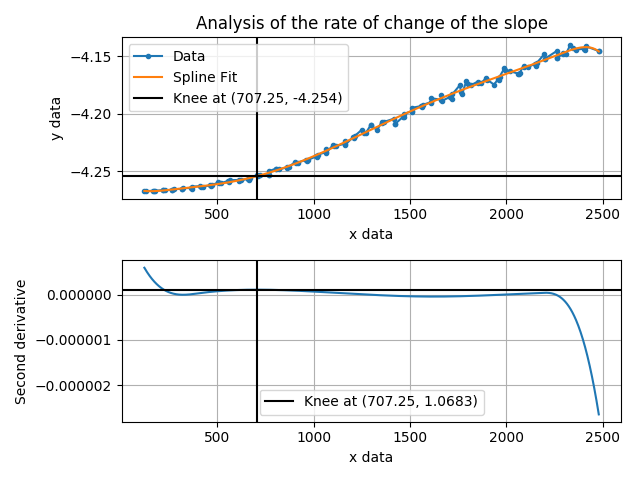 Analysis of the rate of change of the slope
Data
Spline Fit
Knee at (707.25, -4.254)
−4.15
−4.20
−4.25
y data
500
1000
1500
2000
2500
x data
0.000000
−0.000001
−0.000002
Second derivative
Knee at (707.25, 1.0683)
500
1000
1500
2000
2500
x data